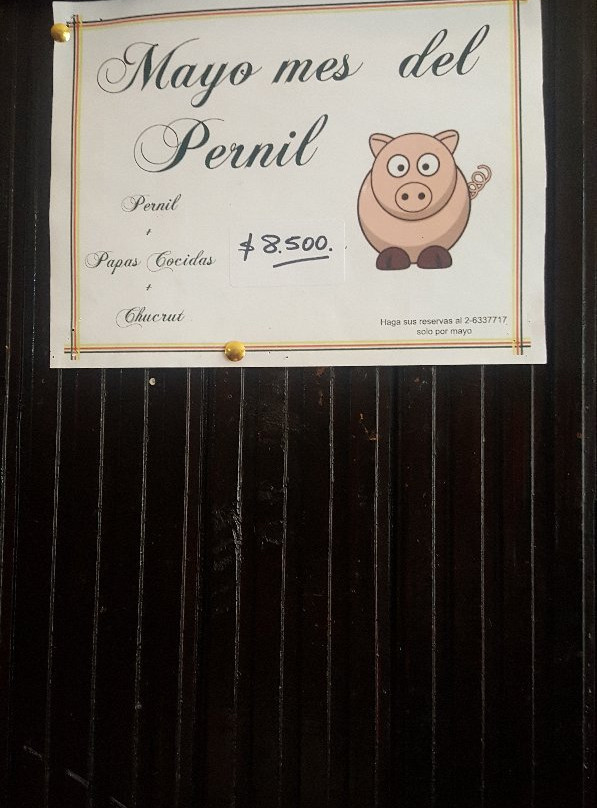 Mayo mes del
Pernil
Pernil
+
Papas Cocidas
+
Chucrut
$ 8.500.
Haga sus reservas al 2-6337717
solo por mayo